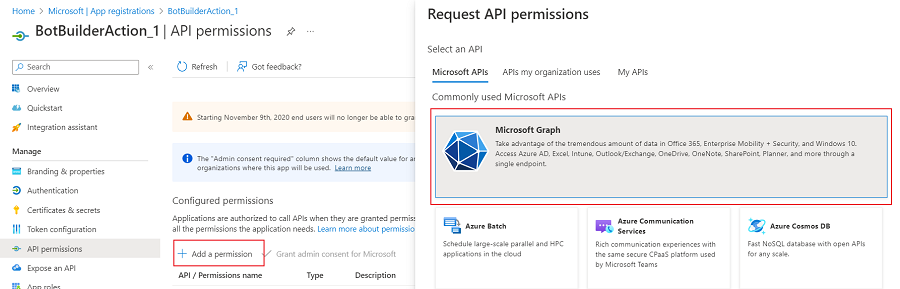 Home > Microsoft | App registrations > BotBuilderAction_1
BotBuilderAction_1 | API permissions
Search
Overview
Quickstart
Integration assistant
Manage
Branding & properties
Authentication
Certificates & secrets
Token configuration
API permissions
Expose an API
App roles
Refresh
Got feedback?
Starting November 9th, 2020 end users will no longer be able to gra
The "Admin consent required" column shows the default value for an
organizations where this app will be used. Learn more
Configured permissions
Applications are authorized to call APIs when they are granted permis
all the permissions the application needs. Learn more about permission
Add a permission
Grant admin consent for Microsoft
API / Permissions name
Type
Description
Request API permissions
Select an API
Microsoft APIs
APIs my organization uses
My APIs
Commonly used Microsoft APIs
Microsoft Graph
Take advantage of the tremendous amount of data in Office 365, Enterprise Mobility + Security, and Windows 10.
Access Azure AD, Excel, Intune, Outlook/Exchange, OneDrive, OneNote, SharePoint, Planner, and more through a
single endpoint.
Azure Batch
Schedule large-scale parallel and HPC
applications in the cloud
Azure Communication
Services
Rich communication experiences with
the same secure CPaaS platform used
by Microsoft Teams
Azure Cosmos DB
Fast NoSQL database with open APIs
for any scale.